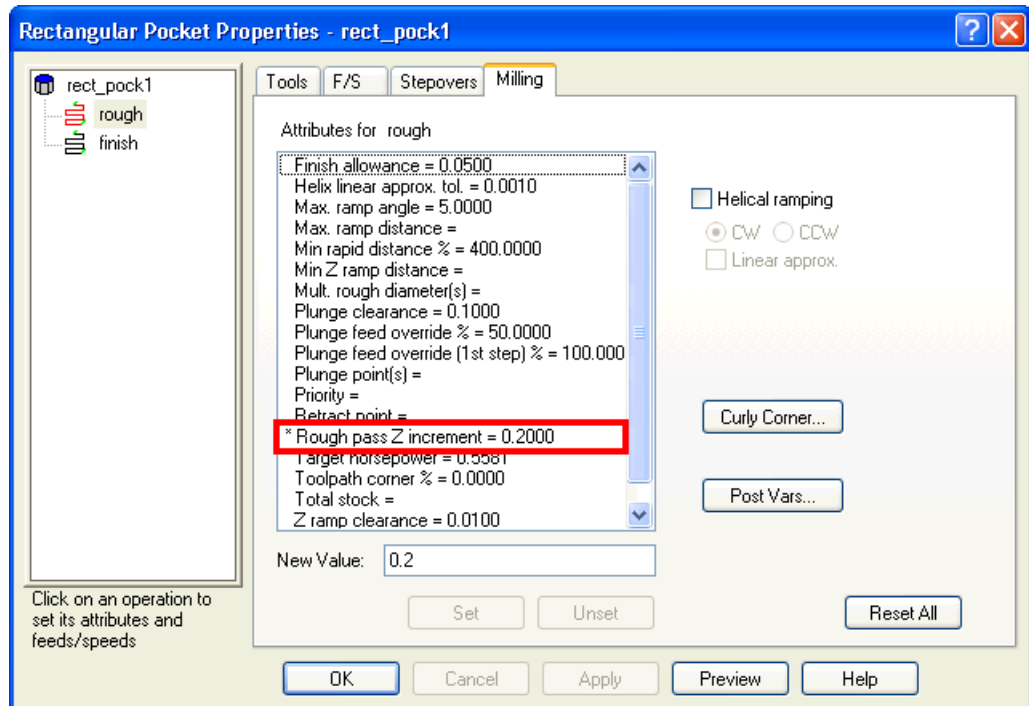 Rectangular Pocket Properties - rect_pock1
rect_pock1
rough
finish
Click on an operation to
set its attributes and
feeds/speeds
Tools F/S Stepovers Milling
Attributes for rough
Finish allowance = 0.0500
Helix linear approx. tol. = 0.0010
Max. ramp angle = 5.0000
Max. ramp distance =
Min rapid distance % = 400.0000
Min Z ramp distance =
Mult. rough diameter(s) =
Plunge clearance = 0.1000
Plunge feed override % = 50.0000
Plunge feed override (1st step) % = 100.000
Plunge point(s) =
Priority =
Retract point =
* Rough pass Z increment = 0.2000
Target horsepower = 0.5581
Toolpath corner % = 0.0000
Total stock =
Z ramp clearance = 0.0100
New Value: 0.2
Set Unset
Helical ramping
CW CCW
Linear approx.
Curly Corner...
Post Vars...
Reset All
OK Cancel Apply Preview Help